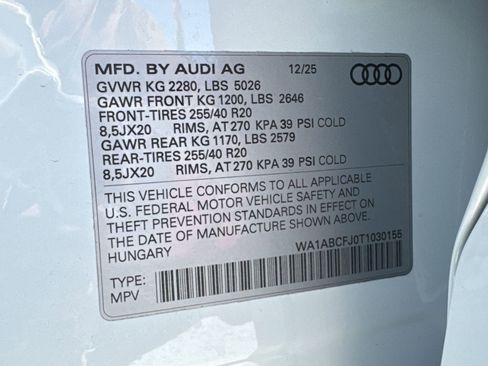 MFD. BY AUDI AG 12/25
GVWR KG 2280, LBS 5026
GAWR FRONT KG 1200, LBS 2646
FRONT-TIRES 255/40 R20
8,5JX20 RIMS, AT 270 KPA 39 PSI COLD
GAWR REAR KG 1170, LBS 2579
REAR-TIRES 255/40 R20
8,5JX20 RIMS, AT 270 KPA 39 PSI COLD
THIS VEHICLE CONFORMS TO ALL APPLICABLE
U.S. FEDERAL MOTOR VEHICLE SAFETY AND
THEFT PREVENTION STANDARDS IN EFFECT ON
THE DATE OF MANUFACTURE SHOWN ABOVE.
HUNGARY
WA1ABCFJ0T1030155
TYPE:
MPV